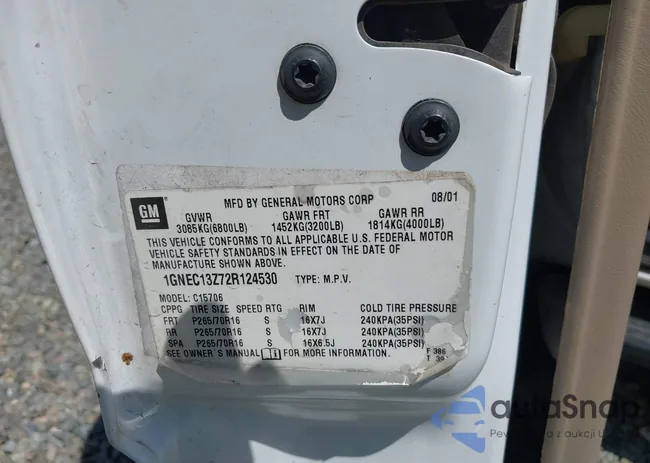 GM
MFD BY GENERAL MOTORS CORP 08/01
GVWR GAWR FRT GAWR RR
3085KG(6800LB) 1452KG(3200LB) 1814KG(4000LB)
THIS VEHICLE CONFORMS TO ALL APPLICABLE U.S. FEDERAL MOTOR
VEHICLE SAFETY STANDARDS IN EFFECT ON THE DATE OF
MANUFACTURE SHOWN ABOVE.
1GNEC13Z72R124530 TYPE: M.P.V.
MODEL: C15706
CPPG TIRE SIZE SPEED RTG RIM COLD TIRE PRESSURE
FRT P265/70R16 S 16X7J 240KPA(35PSI)
RR P265/70R16 S 16X7J 240KPA(35PSI)
SPA P265/70R16 S 16X6.5J 240KPA(35PSI)
SEE OWNER'S MANUAL FOR MORE INFORMATION
F 386
T 39
autaSnap
z aukcji